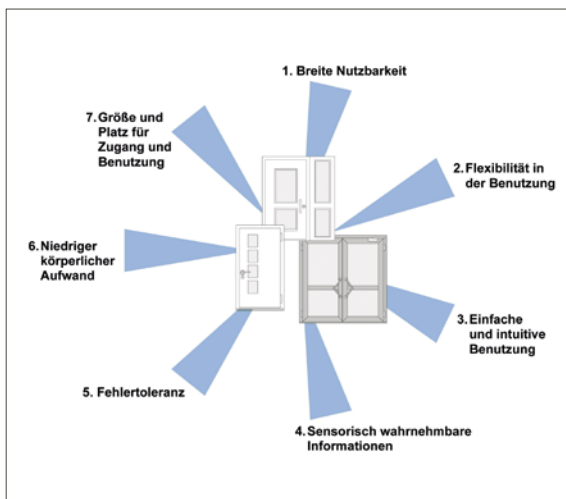 1. Breite Nutzbarkeit
2. Flexibilität in
der Benutzung
3. Einfache
und intuitive
Benutzung
4. Sensorisch wahrnehmbare
Informationen
5. Fehlertoleranz
6. Niedriger
körperlicher
Aufwand
7. Größe und
Platz für
Zugang und
Benutzung